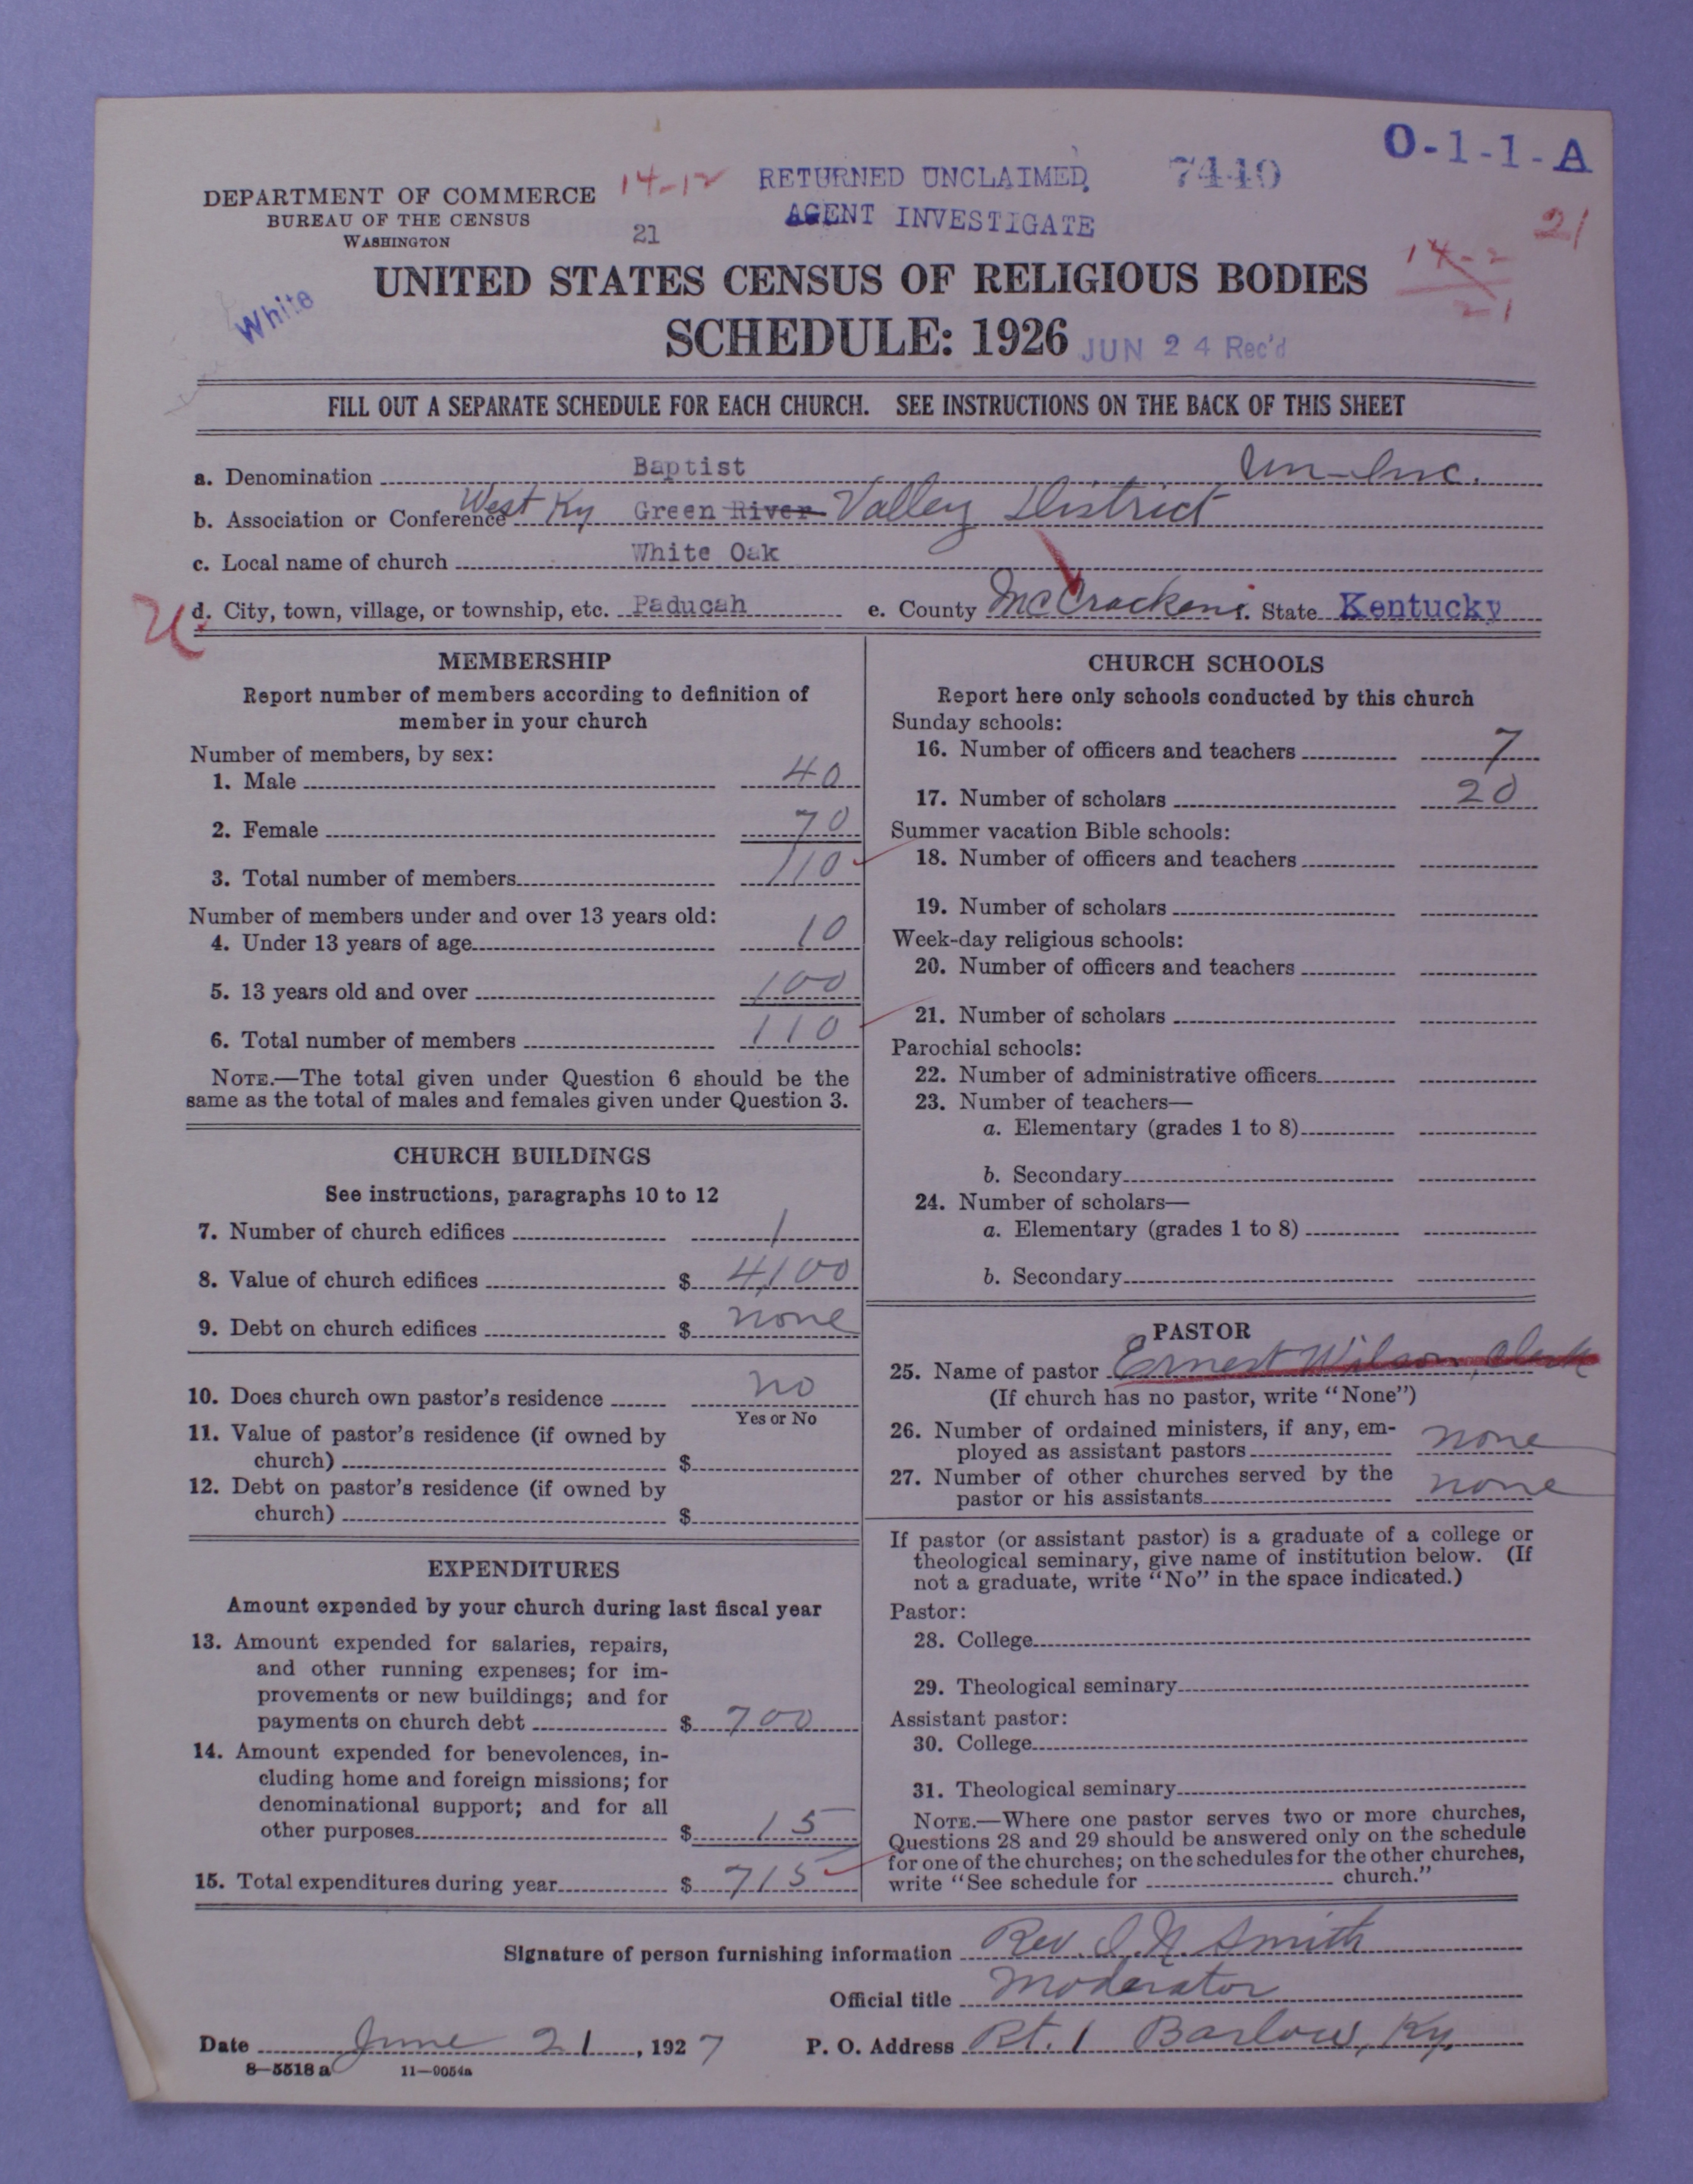 O-1-1-A
DEPARTMENT OF COMMERCE 14-12 RETURNED UNCLAIMED, 7440
BUREAU OF THE CENSUS AGENT INVESTIGATE
WASHINGTON 21 21
14-2
21
UNITED STATES CENSUS OF RELIGIOUS BODIES
White
SCHEDULE: 1926 JUN 24 Rec'd
FILL OUT A SEPARATE SCHEDULE FOR EACH CHURCH. SEE INSTRUCTIONS ON THE BACK OF THIS SHEET
a. Denomination Baptist
b. Association or Conference West Ky Green River Valley District
c. Local name of church White Oak
d. City, town, village, or township, etc. Paducah e. County McCracken f. State Kentucky
MEMBERSHIP
Report number of members according to definition of
member in your church
Number of members, by sex:
1. Male 40
2. Female 70
3. Total number of members 110
Number of members under and over 13 years old:
4. Under 13 years of age 10
5. 13 years old and over 100
6. Total number of members 110
NOTE.—The total given under Question 6 should be the
same as the total of males and females given under Question 3.
CHURCH BUILDINGS
See instructions, paragraphs 10 to 12
7. Number of church edifices 1
8. Value of church edifices $ 4,100
9. Debt on church edifices $ none
10. Does church own pastor's residence no
Yes or No
11. Value of pastor's residence (if owned by
church) $
12. Debt on pastor's residence (if owned by
church) $
EXPENDITURES
Amount expended by your church during last fiscal year
13. Amount expended for salaries, repairs,
and other running expenses; for im-
provements or new buildings; and for
payments on church debt $ 700
14. Amount expended for benevolences, in-
cluding home and foreign missions; for
denominational support; and for all
other purposes $ 15
15. Total expenditures during year $ 715
CHURCH SCHOOLS
Report here only schools conducted by this church
Sunday schools:
16. Number of officers and teachers 7
17. Number of scholars 20
Summer vacation Bible schools:
18. Number of officers and teachers
19. Number of scholars
Week-day religious schools:
20. Number of officers and teachers
21. Number of scholars
Parochial schools:
22. Number of administrative officers
23. Number of teachers—
a. Elementary (grades 1 to 8)
b. Secondary
24. Number of scholars—
a. Elementary (grades 1 to 8)
b. Secondary
PASTOR
25. Name of pastor Ernest Wilson, Clerk
(If church has no pastor, write "None")
26. Number of ordained ministers, if any, em-
ployed as assistant pastors none
27. Number of other churches served by the
pastor or his assistants none
If pastor (or assistant pastor) is a graduate of a college or
theological seminary, give name of institution below. (If
not a graduate, write "No" in the space indicated.)
Pastor:
28. College
29. Theological seminary
Assistant pastor:
30. College
31. Theological seminary
NOTE.—Where one pastor serves two or more churches,
Questions 28 and 29 should be answered only on the schedule
for one of the churches; on the schedules for the other churches,
write "See schedule for church."
Signature of person furnishing information Rev. I. N. Smith
Official title Moderator
Date June 21, 1927 P. O. Address Rt. 1 Barlow, Ky.
8—5518 a 11—9054a